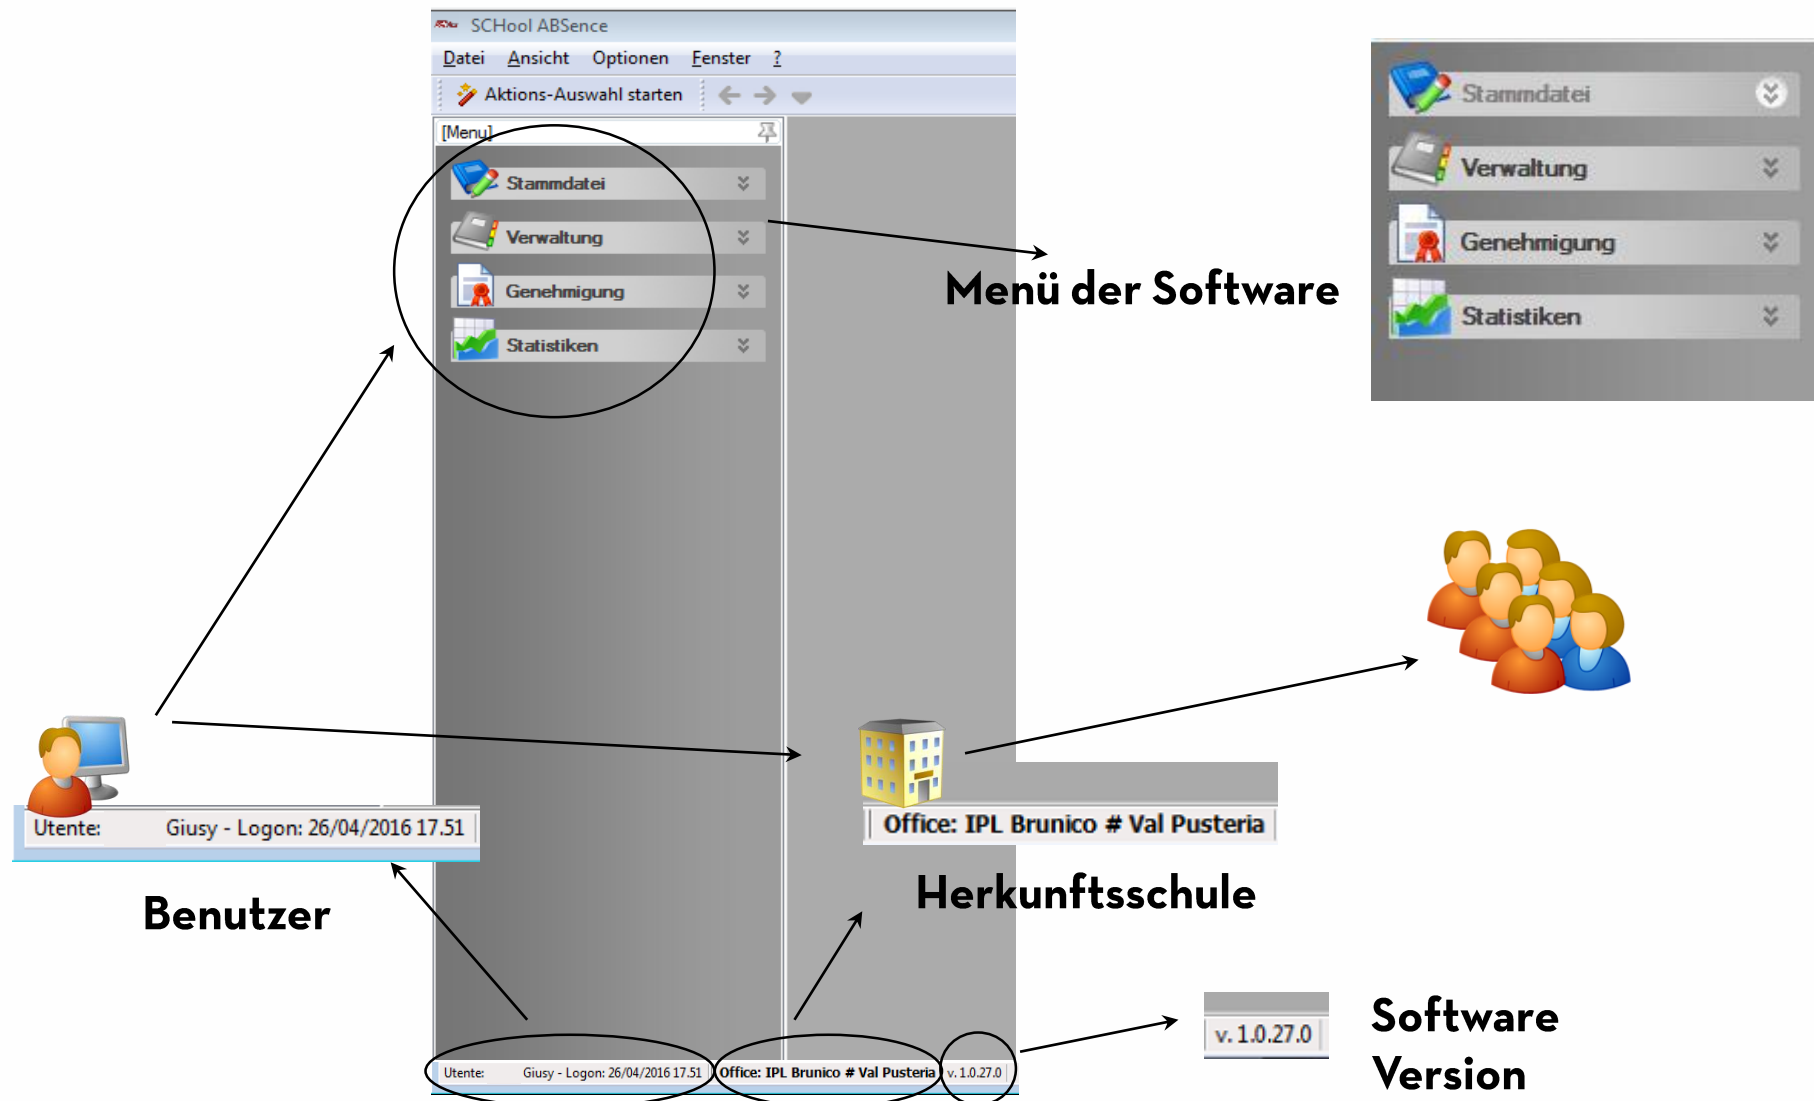 SCHool ABSence
Datei Ansicht Optionen Fenster ?
Aktions-Auswahl starten
[Menu]
Stammdatei
Verwaltung
Genehmigung
Statistiken
Menü der Software
Stammdatei
Verwaltung
Genehmigung
Statistiken
Utente: Giusy - Logon: 26/04/2016 17.51
Benutzer
Office: IPL Brunico # Val Pusteria
Herkunftsschule
v. 1.0.27.0
Software
Version
Utente: Giusy - Logon: 26/04/2016 17.51 Office: IPL Brunico # Val Pusteria v. 1.0.27.0